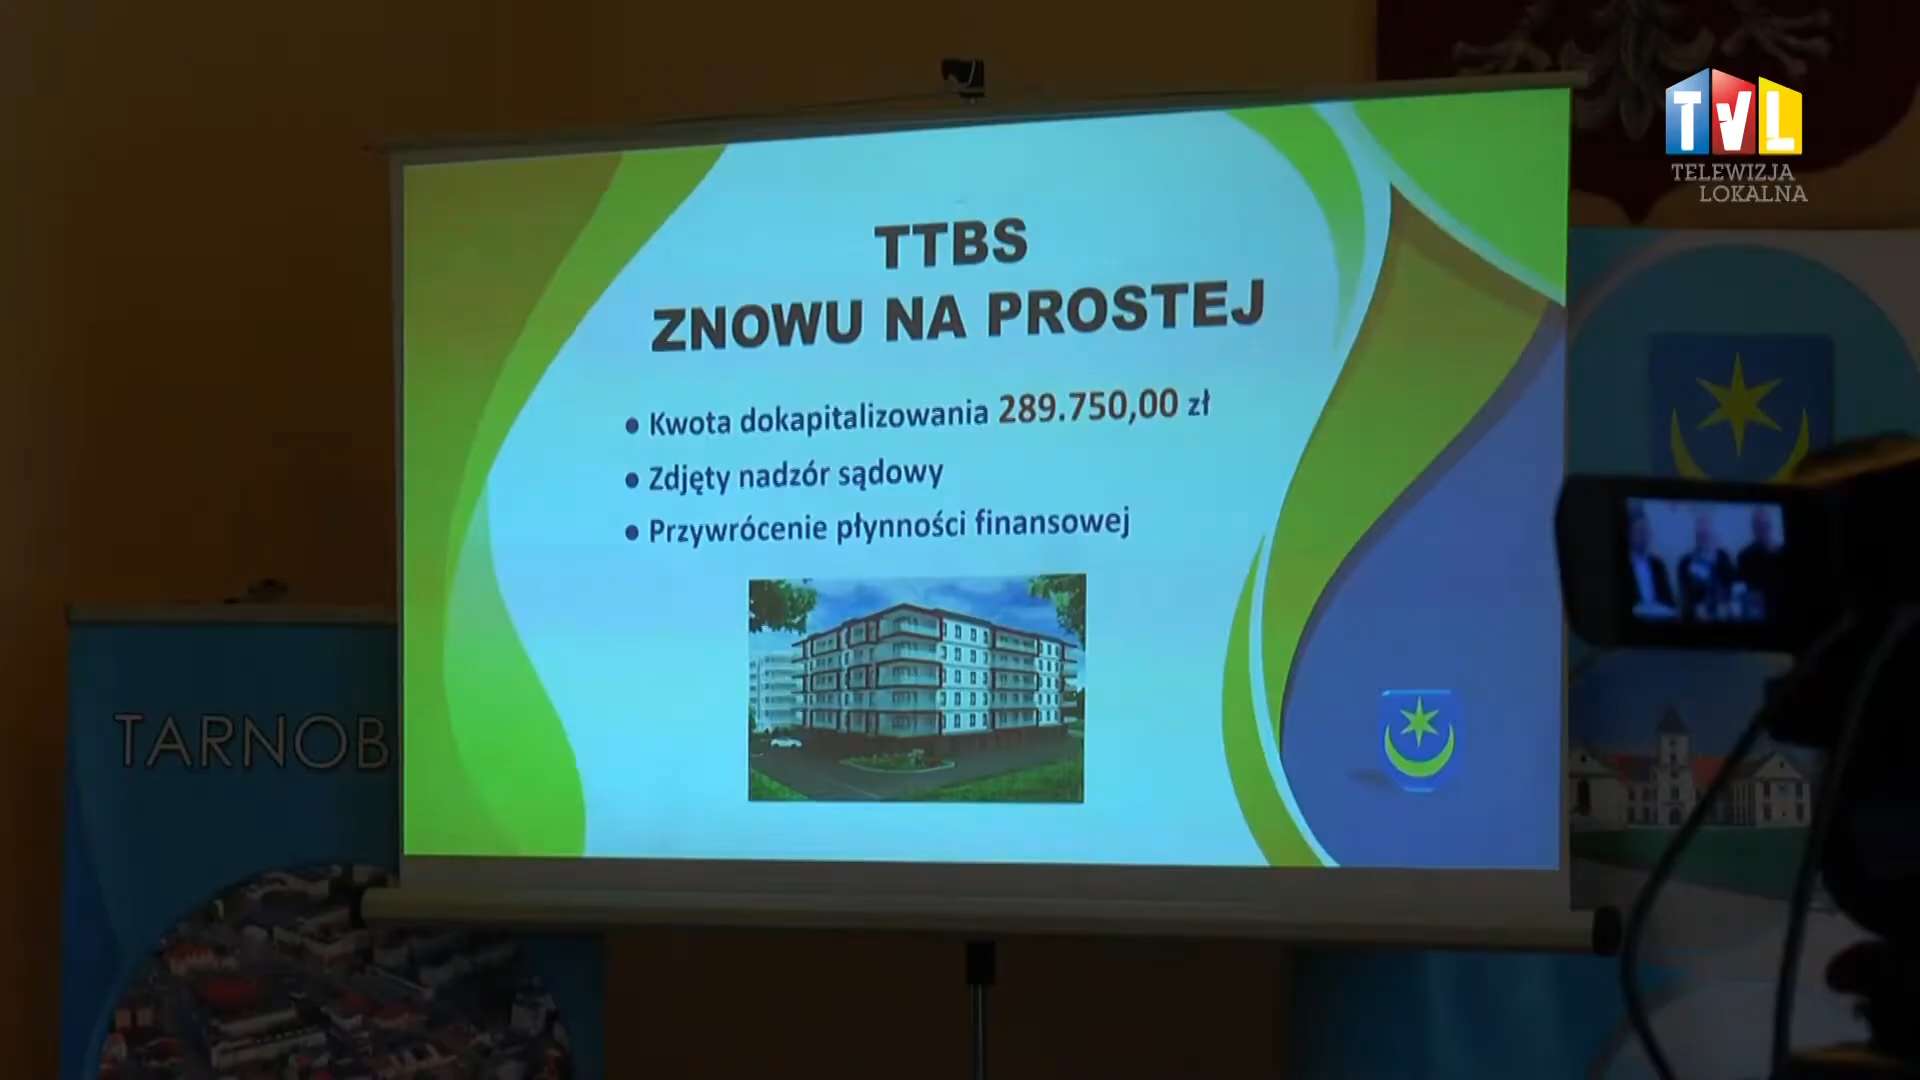 TVL
TELEWIZJA
LOKALNA
TTBS
ZNOWU NA PROSTEJ
• Kwota dokapitalizowania 289.750,00 zł
• Zdjęty nadzór sądowy
• Przywrócenie płynności finansowej
TARNOB